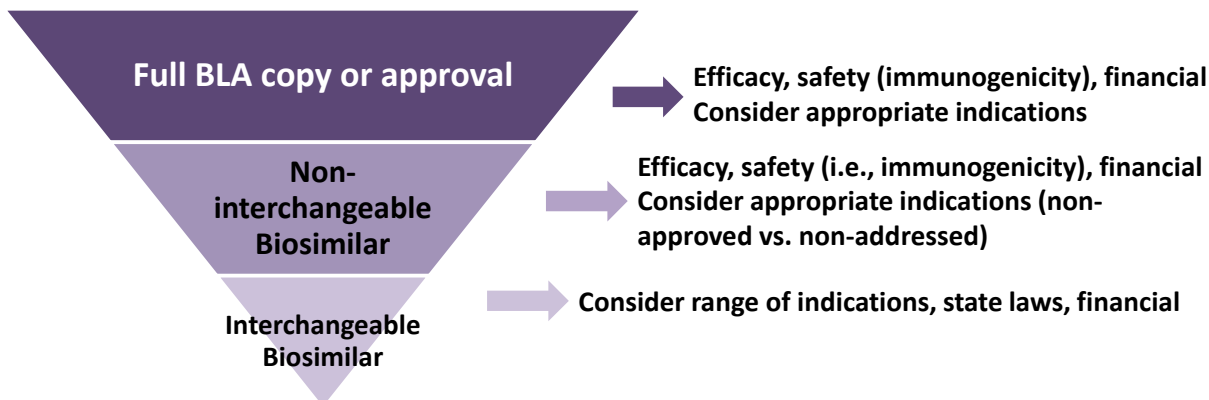 Full BLA copy or approval
Efficacy, safety (immunogenicity), financial
Consider appropriate indications
Non-
interchangeable
Biosimilar
Efficacy, safety (i.e., immunogenicity), financial
Consider appropriate indications (non-
approved vs. non-addressed)
Interchangeable
Biosimilar
Consider range of indications, state laws, financial